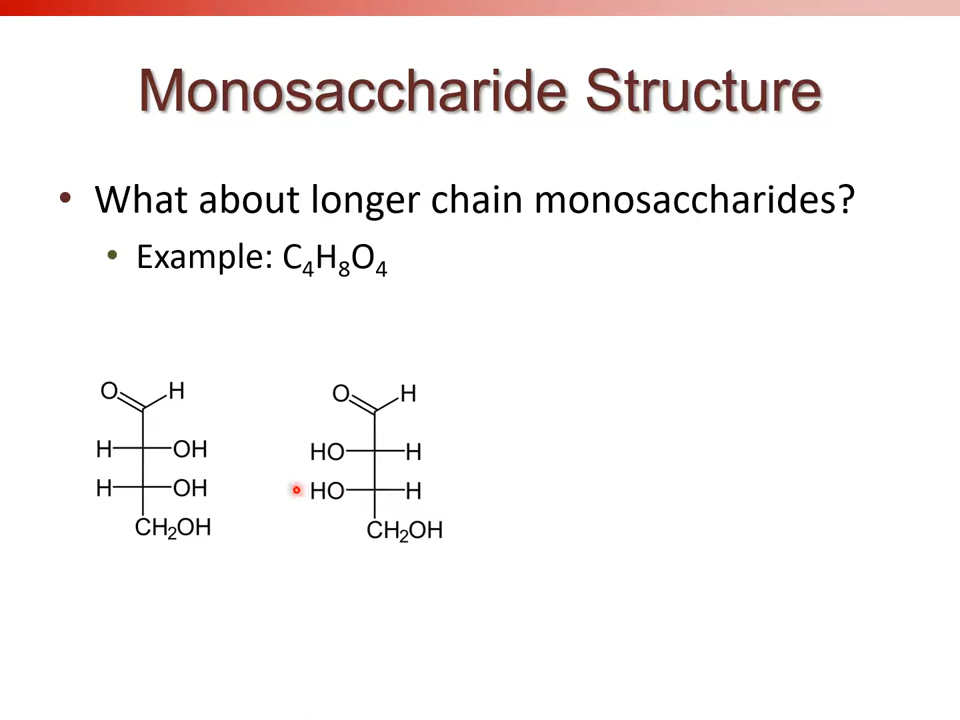 Monosaccharide Structure
• What about longer chain monosaccharides?
• Example: C₄H₈O₄
O H O H
H OH HO H
H OH HO H
CH₂OH CH₂OH